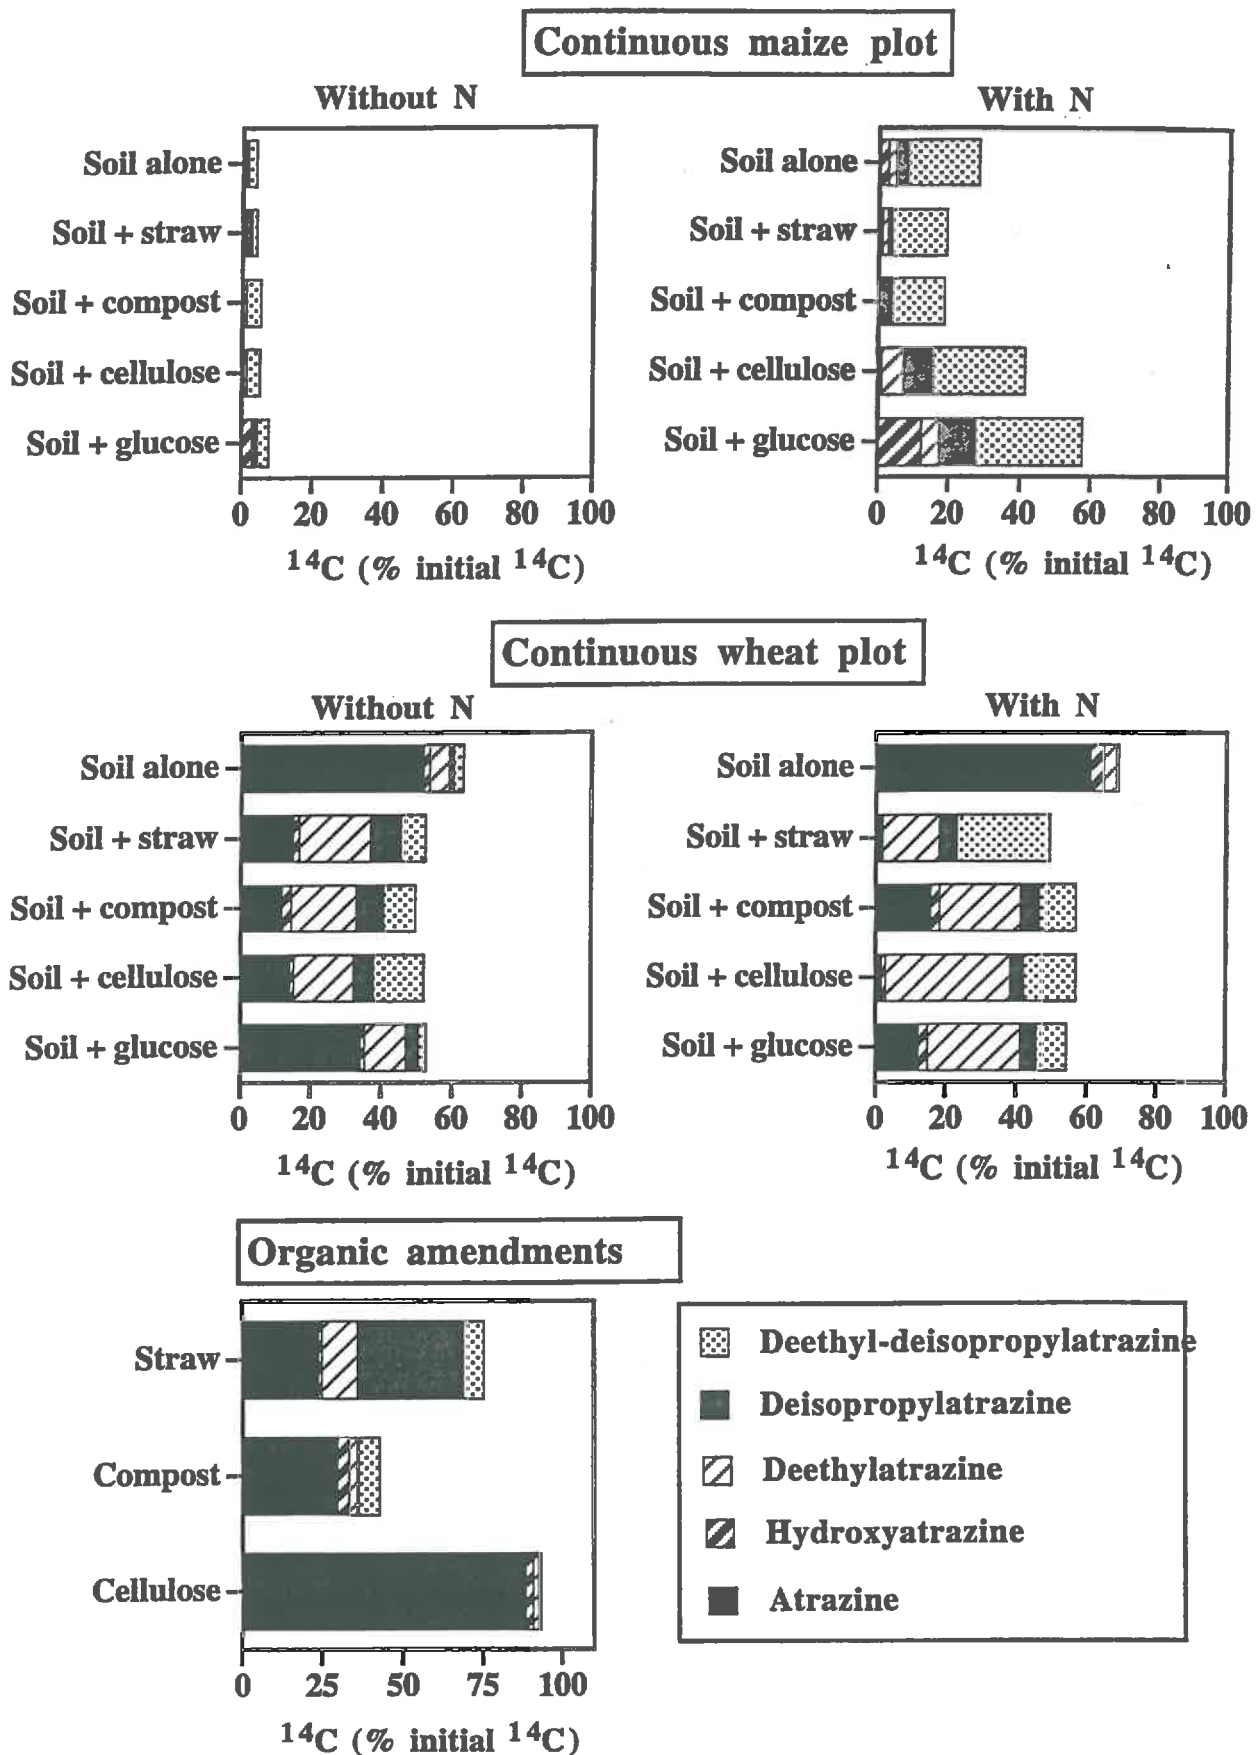 Continuous maize plot
Without N
With N
Soil alone
Soil + straw
Soil + compost
Soil + cellulose
Soil + glucose
0 20 40 60 80 100
14C (% initial 14C)
Soil alone
Soil + straw
Soil + compost
Soil + cellulose
Soil + glucose
0 20 40 60 80 100
14C (% initial 14C)
Continuous wheat plot
Without N
With N
Soil alone
Soil + straw
Soil + compost
Soil + cellulose
Soil + glucose
0 20 40 60 80 100
14C (% initial 14C)
Soil alone
Soil + straw
Soil + compost
Soil + cellulose
Soil + glucose
0 20 40 60 80 100
14C (% initial 14C)
Organic amendments
Straw
Compost
Cellulose
0 25 50 75 100
14C (% initial 14C)
Deethyl-deisopropylatrazine
Deisopropylatrazine
Deethylatrazine
Hydroxyatrazine
Atrazine